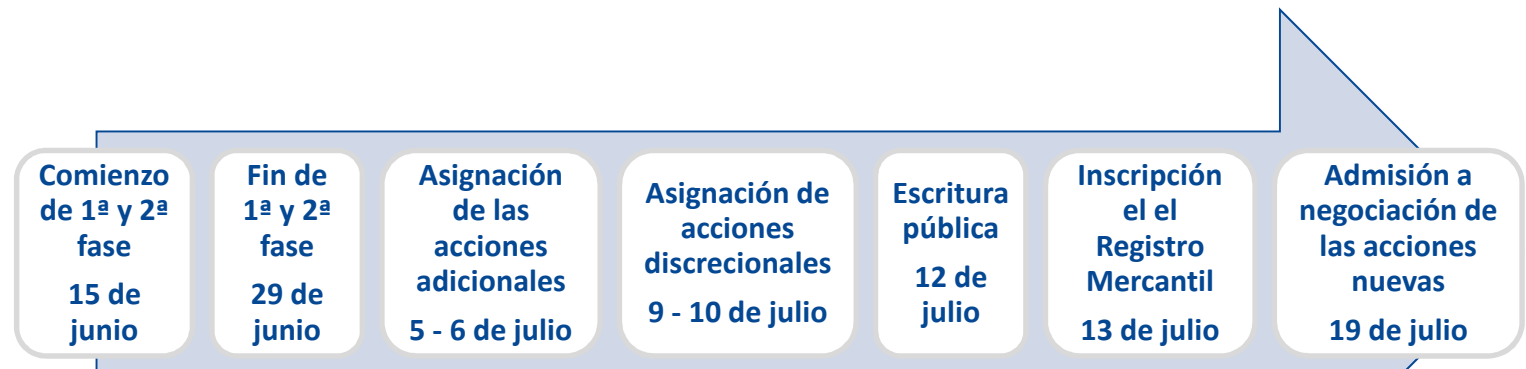 Comienzo
de 1ª y 2ª
fase
15 de
junio
Fin de
1ª y 2ª
fase
29 de
junio
Asignación
de las
acciones
adicionales
5 - 6 de julio
Asignación de
acciones
discrecionales
9 - 10 de julio
Escritura
pública
12 de
julio
Inscripción
el el
Registro
Mercantil
13 de julio
Admisión a
negociación de
las acciones
nuevas
19 de julio